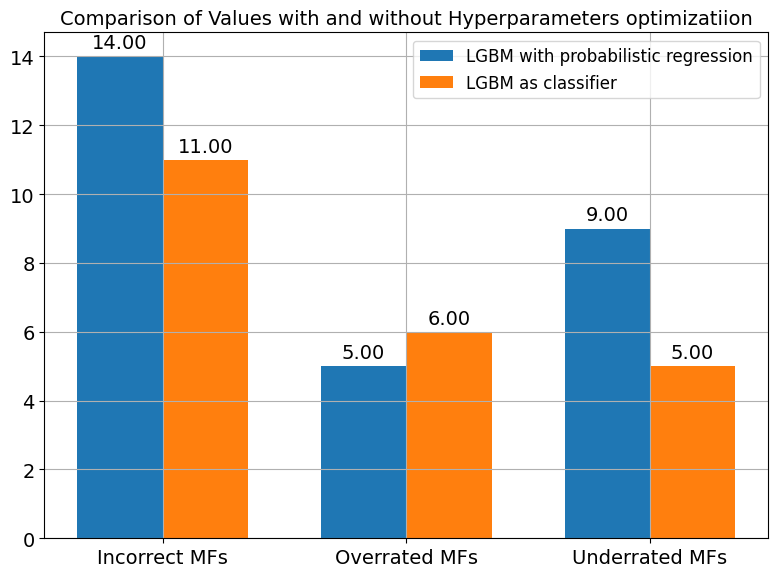 Comparison of Values with and without Hyperparameters optimizatiion
14.00
LGBM with probabilistic regression
LGBM as classifier
11.00
9.00
6.00
5.00
5.00
14
12
10
8
6
4
2
0
Incorrect MFs
Overrated MFs
Underrated MFs